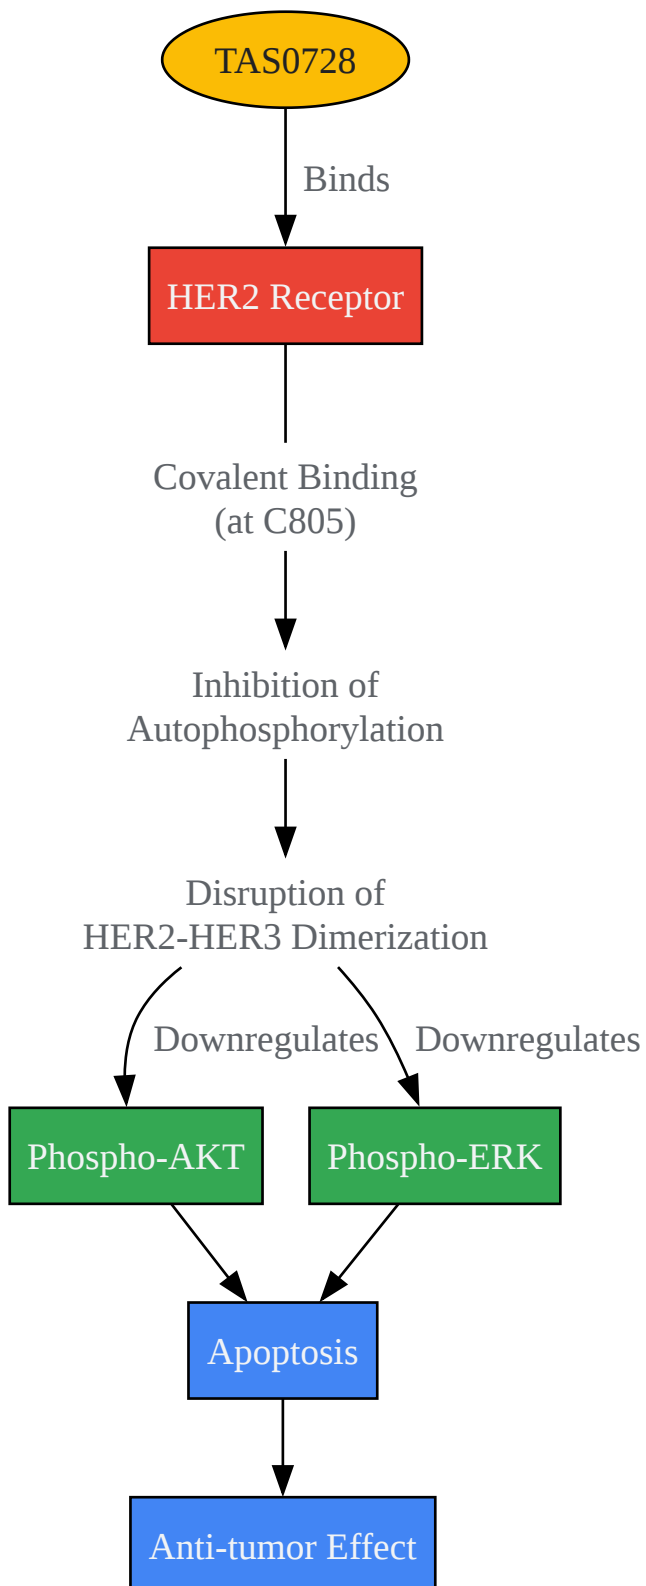 TAS0728
Binds
HER2 Receptor
Covalent Binding
(at C805)
Inhibition of
Autophosphorylation
Disruption of
HER2-HER3 Dimerization
Downregulates
Downregulates
Phospho-AKT
Phospho-ERK
Apoptosis
Anti-tumor Effect